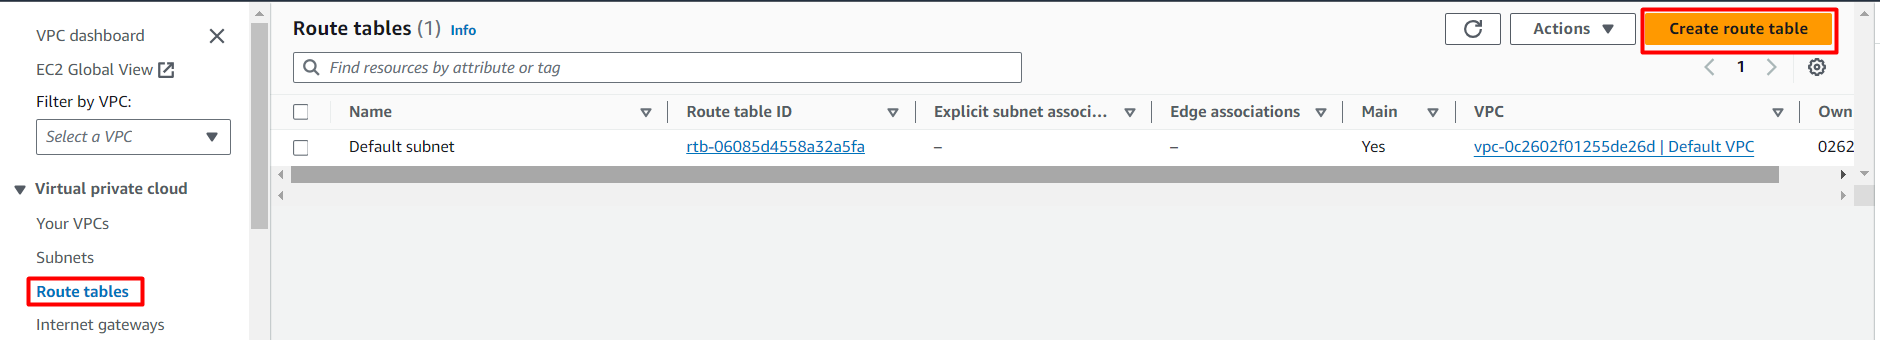 VPC dashboard
EC2 Global View
Filter by VPC:
Select a VPC
Virtual private cloud
Your VPCs
Subnets
Route tables
Internet gateways
Route tables (1) Info
Actions
Create route table
Find resources by attribute or tag
1
Name Route table ID Explicit subnet associ... Edge associations Main VPC Own
Default subnet rtb-06085d4558a32a5fa – – Yes vpc-0c2602f01255de26d | Default VPC 0262